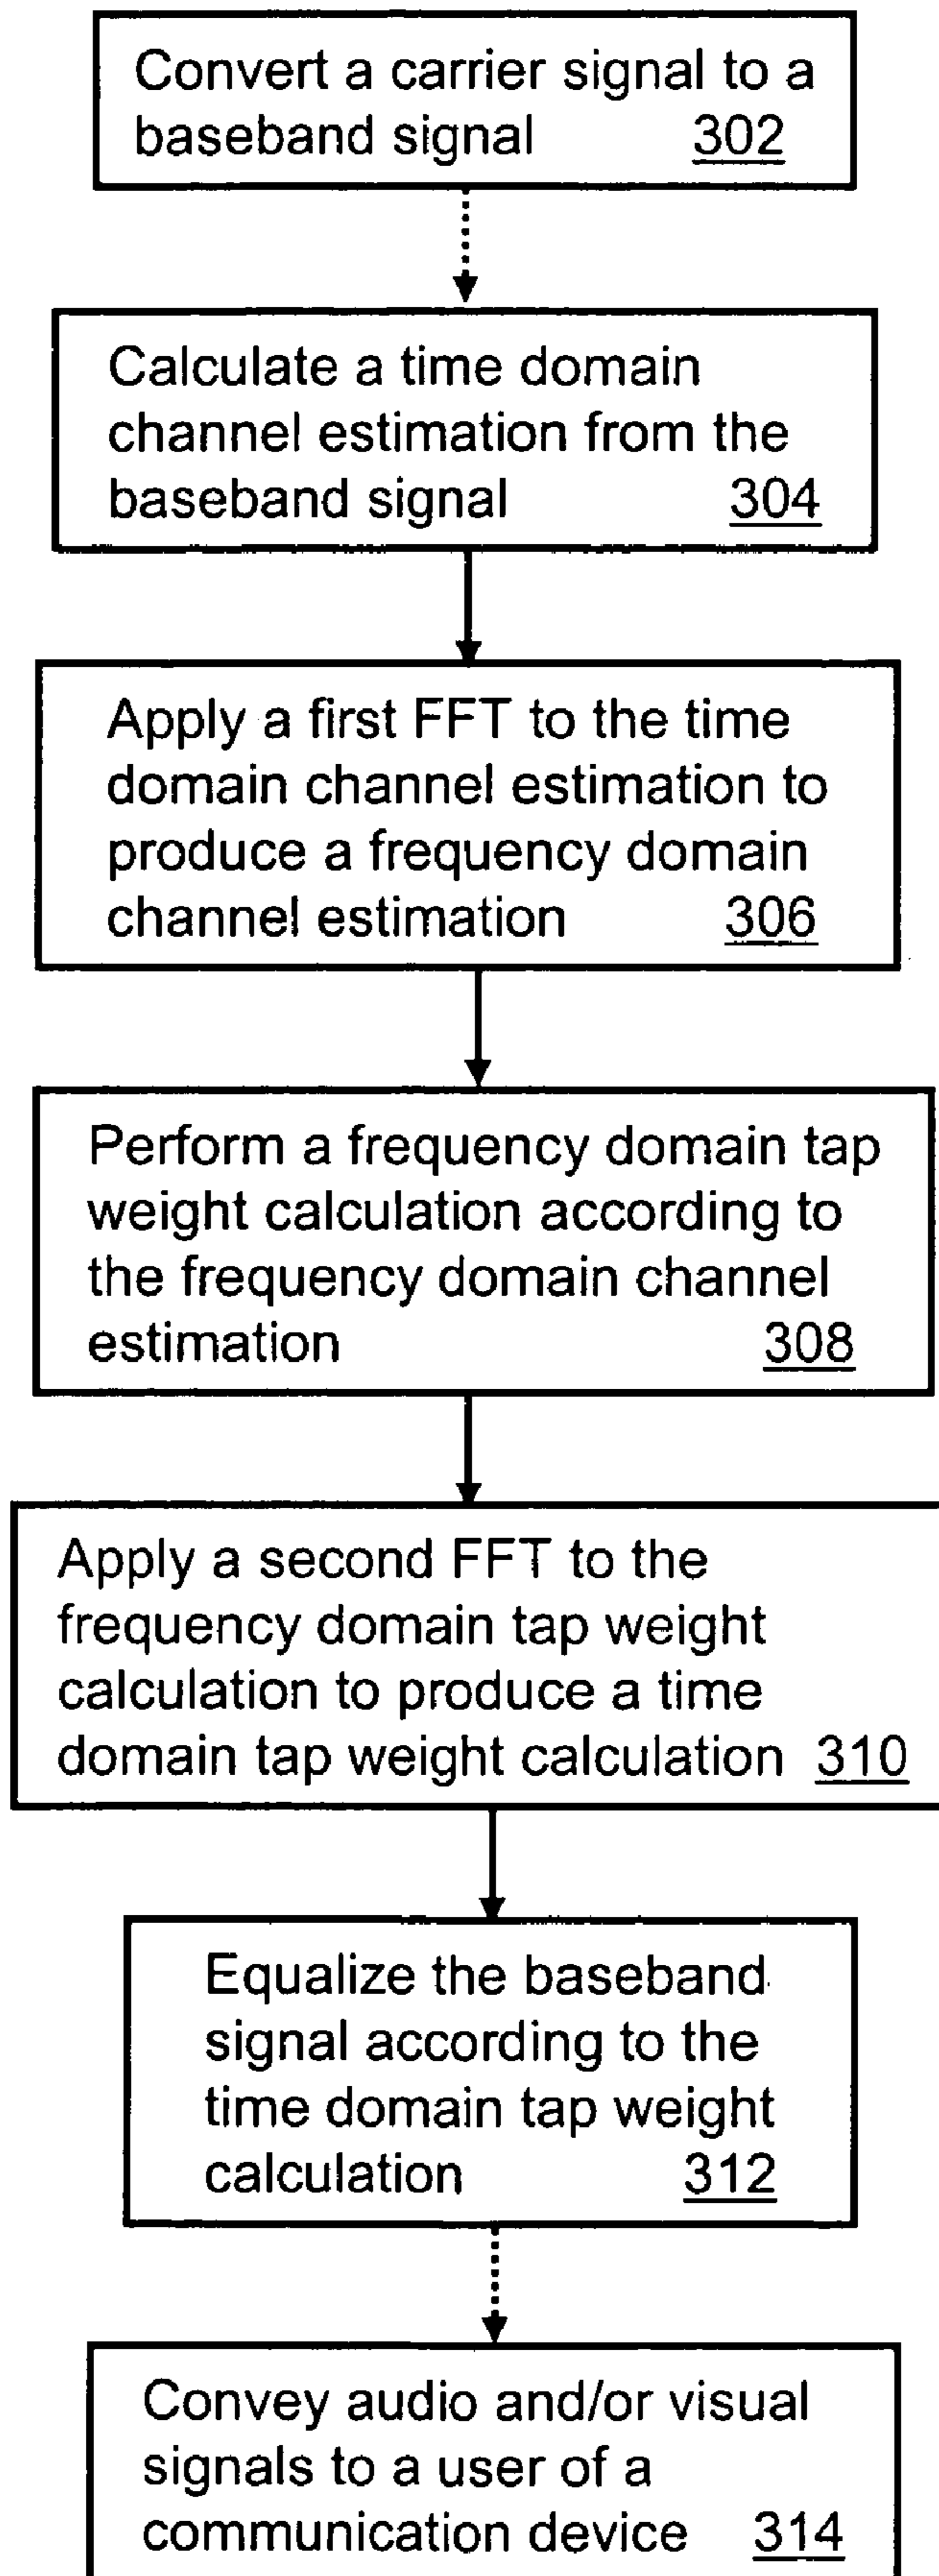 Convert a carrier signal to a
baseband signal 302
Calculate a time domain
channel estimation from the
baseband signal 304
Apply a first FFT to the time
domain channel estimation to
produce a frequency domain
channel estimation 306
Perform a frequency domain tap
weight calculation according to
the frequency domain channel
estimation 308
Apply a second FFT to the
frequency domain tap weight
calculation to produce a time
domain tap weight calculation 310
Equalize the baseband
signal according to the
time domain tap weight
calculation 312
Convey audio and/or visual
signals to a user of a
communication device 314